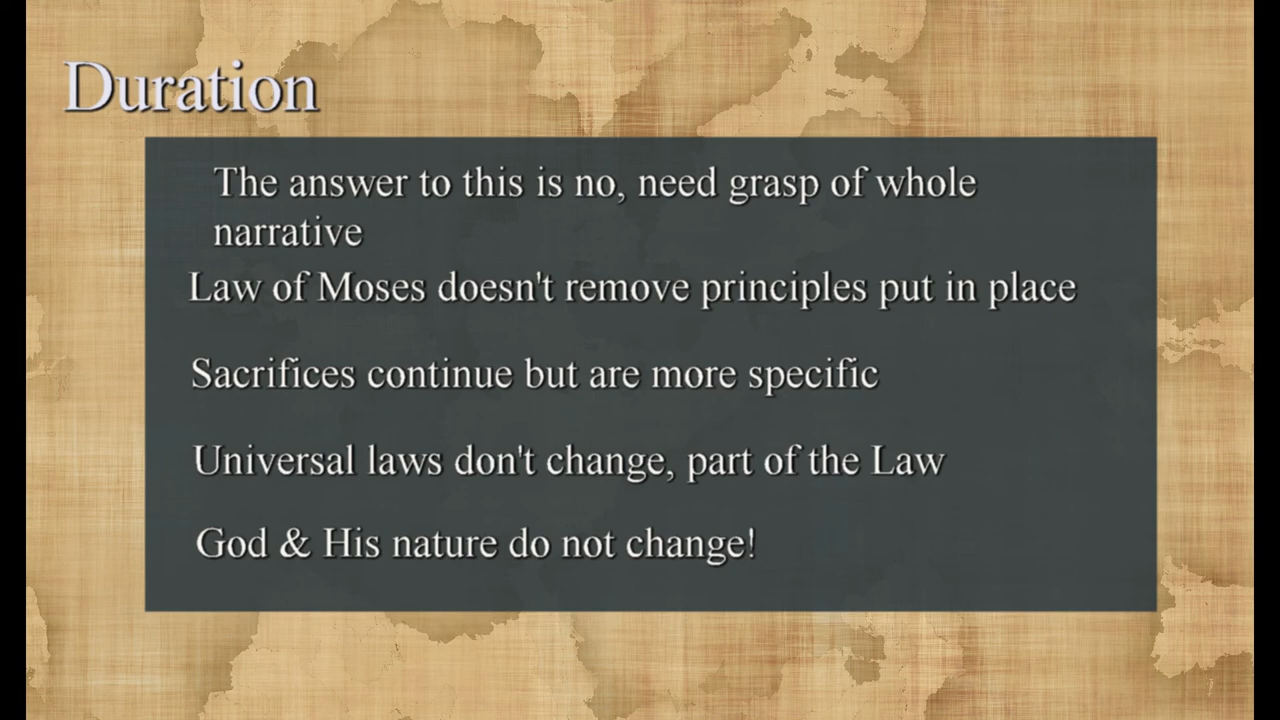 Duration
The answer to this is no, need grasp of whole
narrative
Law of Moses doesn't remove principles put in place
Sacrifices continue but are more specific
Universal laws don't change, part of the Law
God & His nature do not change!